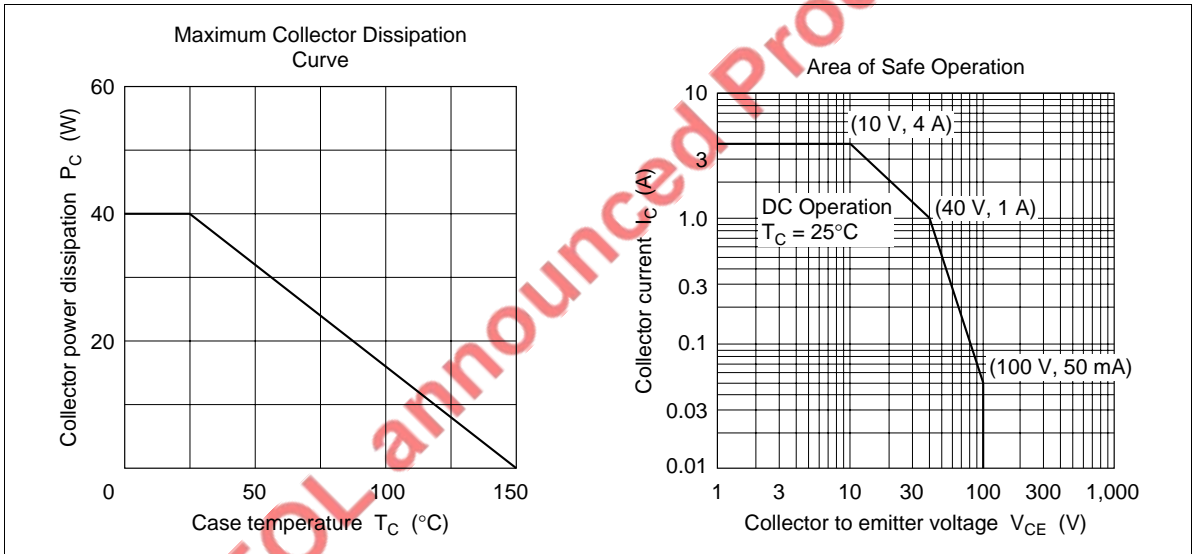 Maximum Collector Dissipation
Curve
Collector power dissipation P_C (W)
60
40
20
0
50
100
150
Case temperature T_C (°C)
Area of Safe Operation
Collector current I_C (A)
10
3
1.0
0.3
0.1
0.03
0.01
(10 V, 4 A)
DC Operation
T_C = 25°C
(40 V, 1 A)
(100 V, 50 mA)
1
3
10
30
100
300
1,000
Collector to emitter voltage V_CE (V)
OL announced Prod